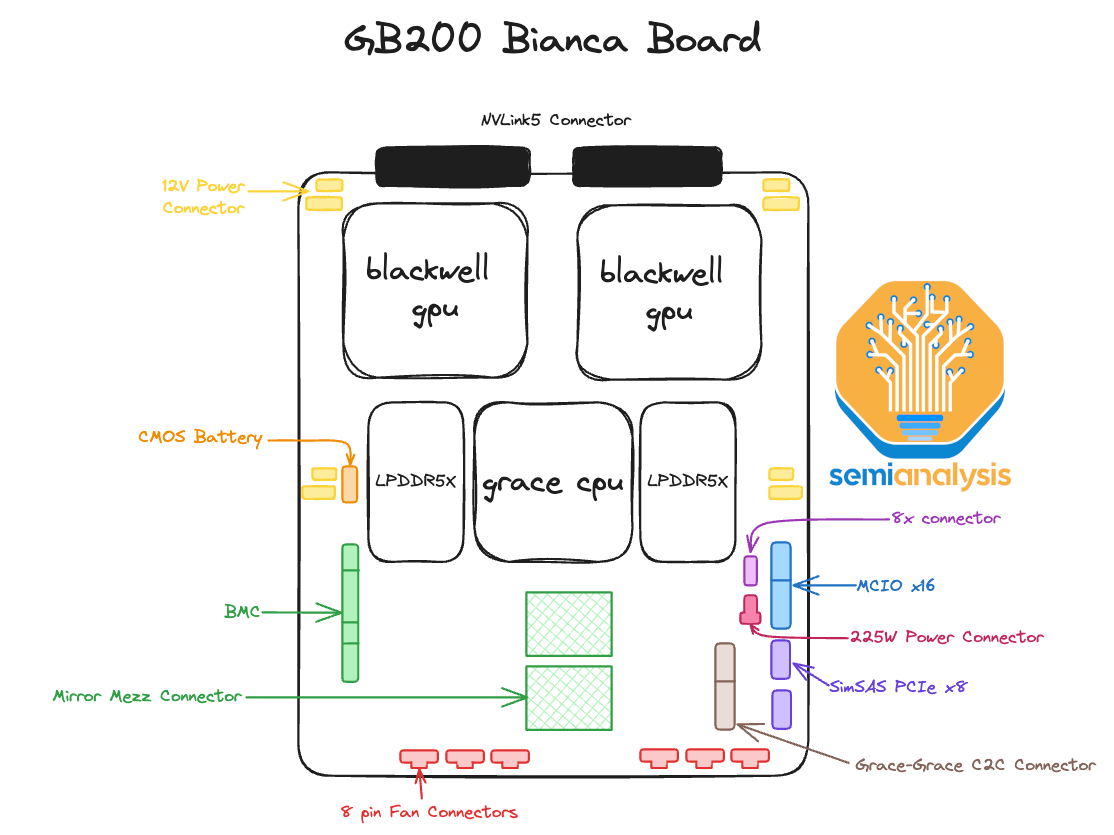 GB200 Bianca Board
NVLink5 Connector
12V Power
Connector
blackwell
gpu
blackwell
gpu
CMOS Battery
LPDDR5X
grace cpu
LPDDR5X
semianalysis
8x connector
MCIO x16
BMC
225W Power Connector
SimSAS PCIe x8
Mirror Mezz Connector
Grace-Grace C2C Connector
8 pin Fan Connectors